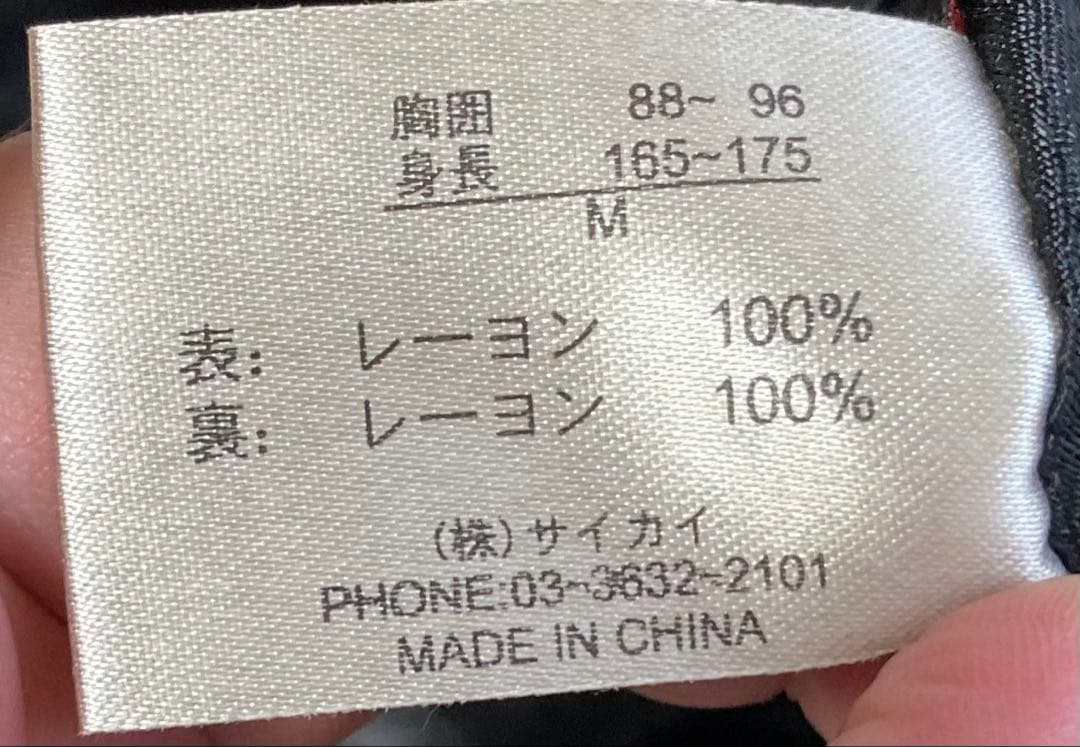 胸囲 88~ 96
身長 165~175
M
表: レーヨン 100%
裏: レーヨン 100%
(株)サイカイ
PHONE:03-3632-2101
MADE IN CHINA